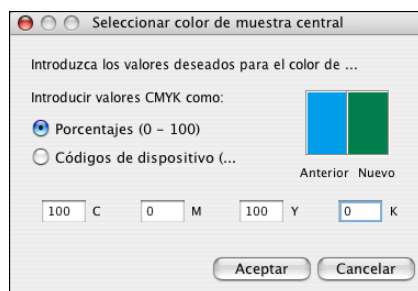 Seleccionar color de muestra central
Introduzca los valores deseados para el color de ...
Introducir valores CMYK como:
Porcentajes (0 – 100)
Códigos de dispositivo (...
Anterior Nuevo
100 C 0 M 100 Y 0 K
Aceptar Cancelar